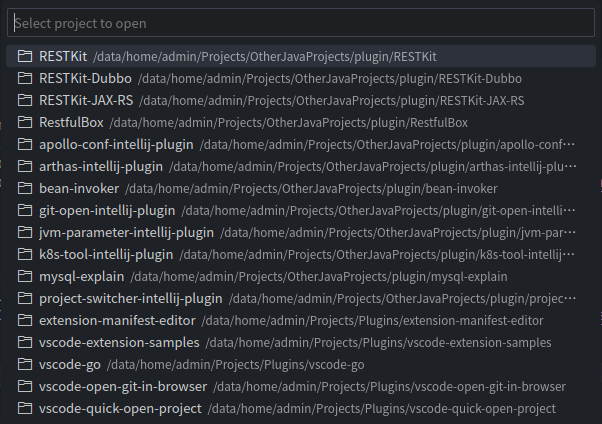 Select project to open
RESTKit /data/home/admin/Projects/OtherJavaProjects/plugin/RESTKit
RESTKit-Dubbo /data/home/admin/Projects/OtherJavaProjects/plugin/RESTKit-Dubbo
RESTKit-JAX-RS /data/home/admin/Projects/OtherJavaProjects/plugin/RESTKit-JAX-RS
RestfulBox /data/home/admin/Projects/OtherJavaProjects/plugin/RestfulBox
apollo-conf-intellij-plugin /data/home/admin/Projects/OtherJavaProjects/plugin/apollo-conf···
arthas-intellij-plugin /data/home/admin/Projects/OtherJavaProjects/plugin/arthas-intellij-plu···
bean-invoker /data/home/admin/Projects/OtherJavaProjects/plugin/bean-invoker
git-open-intellij-plugin /data/home/admin/Projects/OtherJavaProjects/plugin/git-open-intelli···
jvm-parameter-intellij-plugin /data/home/admin/Projects/OtherJavaProjects/plugin/jvm-par···
k8s-tool-intellij-plugin /data/home/admin/Projects/OtherJavaProjects/plugin/k8s-tool-intellij···
mysql-explain /data/home/admin/Projects/OtherJavaProjects/plugin/mysql-explain
project-switcher-intellij-plugin /data/home/admin/Projects/OtherJavaProjects/plugin/projec···
extension-manifest-editor /data/home/admin/Projects/Plugins/extension-manifest-editor
vscode-extension-samples /data/home/admin/Projects/Plugins/vscode-extension-samples
vscode-go /data/home/admin/Projects/Plugins/vscode-go
vscode-open-git-in-browser /data/home/admin/Projects/Plugins/vscode-open-git-in-browser
vscode-quick-open-project /data/home/admin/Projects/Plugins/vscode-quick-open-project